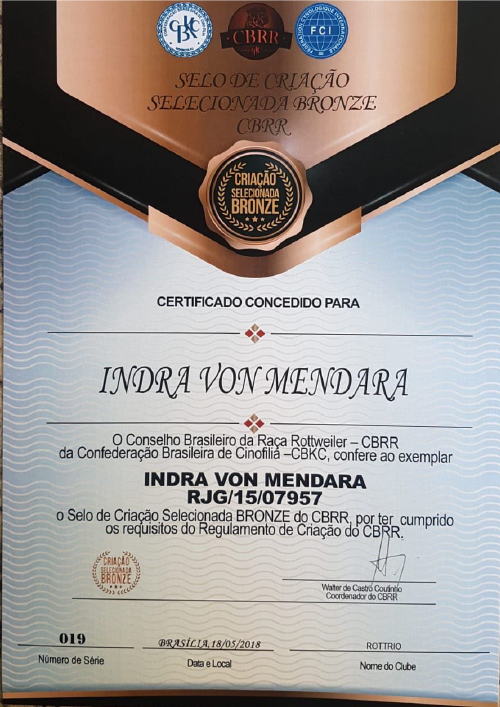 CBKC
CBRR
FCI
FEDERATION CYNOLOGIQUE INTERNATIONALE
SELO DE CRIAÇÃO
SELECIONADA BRONZE
CBRR
CRIAÇÃO
SELECIONADA
BRONZE
CERTIFICADO CONCEDIDO PARA
INDRA VON MENDARA
O Conselho Brasileiro da Raça Rottweiler – CBRR
da Confederação Brasileira de Cinofilia –CBKC, confere ao exemplar
INDRA VON MENDARA
RJG/15/07957
o Selo de Criação Selecionada BRONZE do CBRR, por ter cumprido
os requisitos do Regulamento de Criação do CBRR.
CRIAÇÃO
SELECIONADA
BRONZE
Walter de Castro Coutinho
Coordenador do CBRR
019
BRASÍLIA, 18/05/2018
ROTTRIO
Número de Série
Data e Local
Nome do Clube